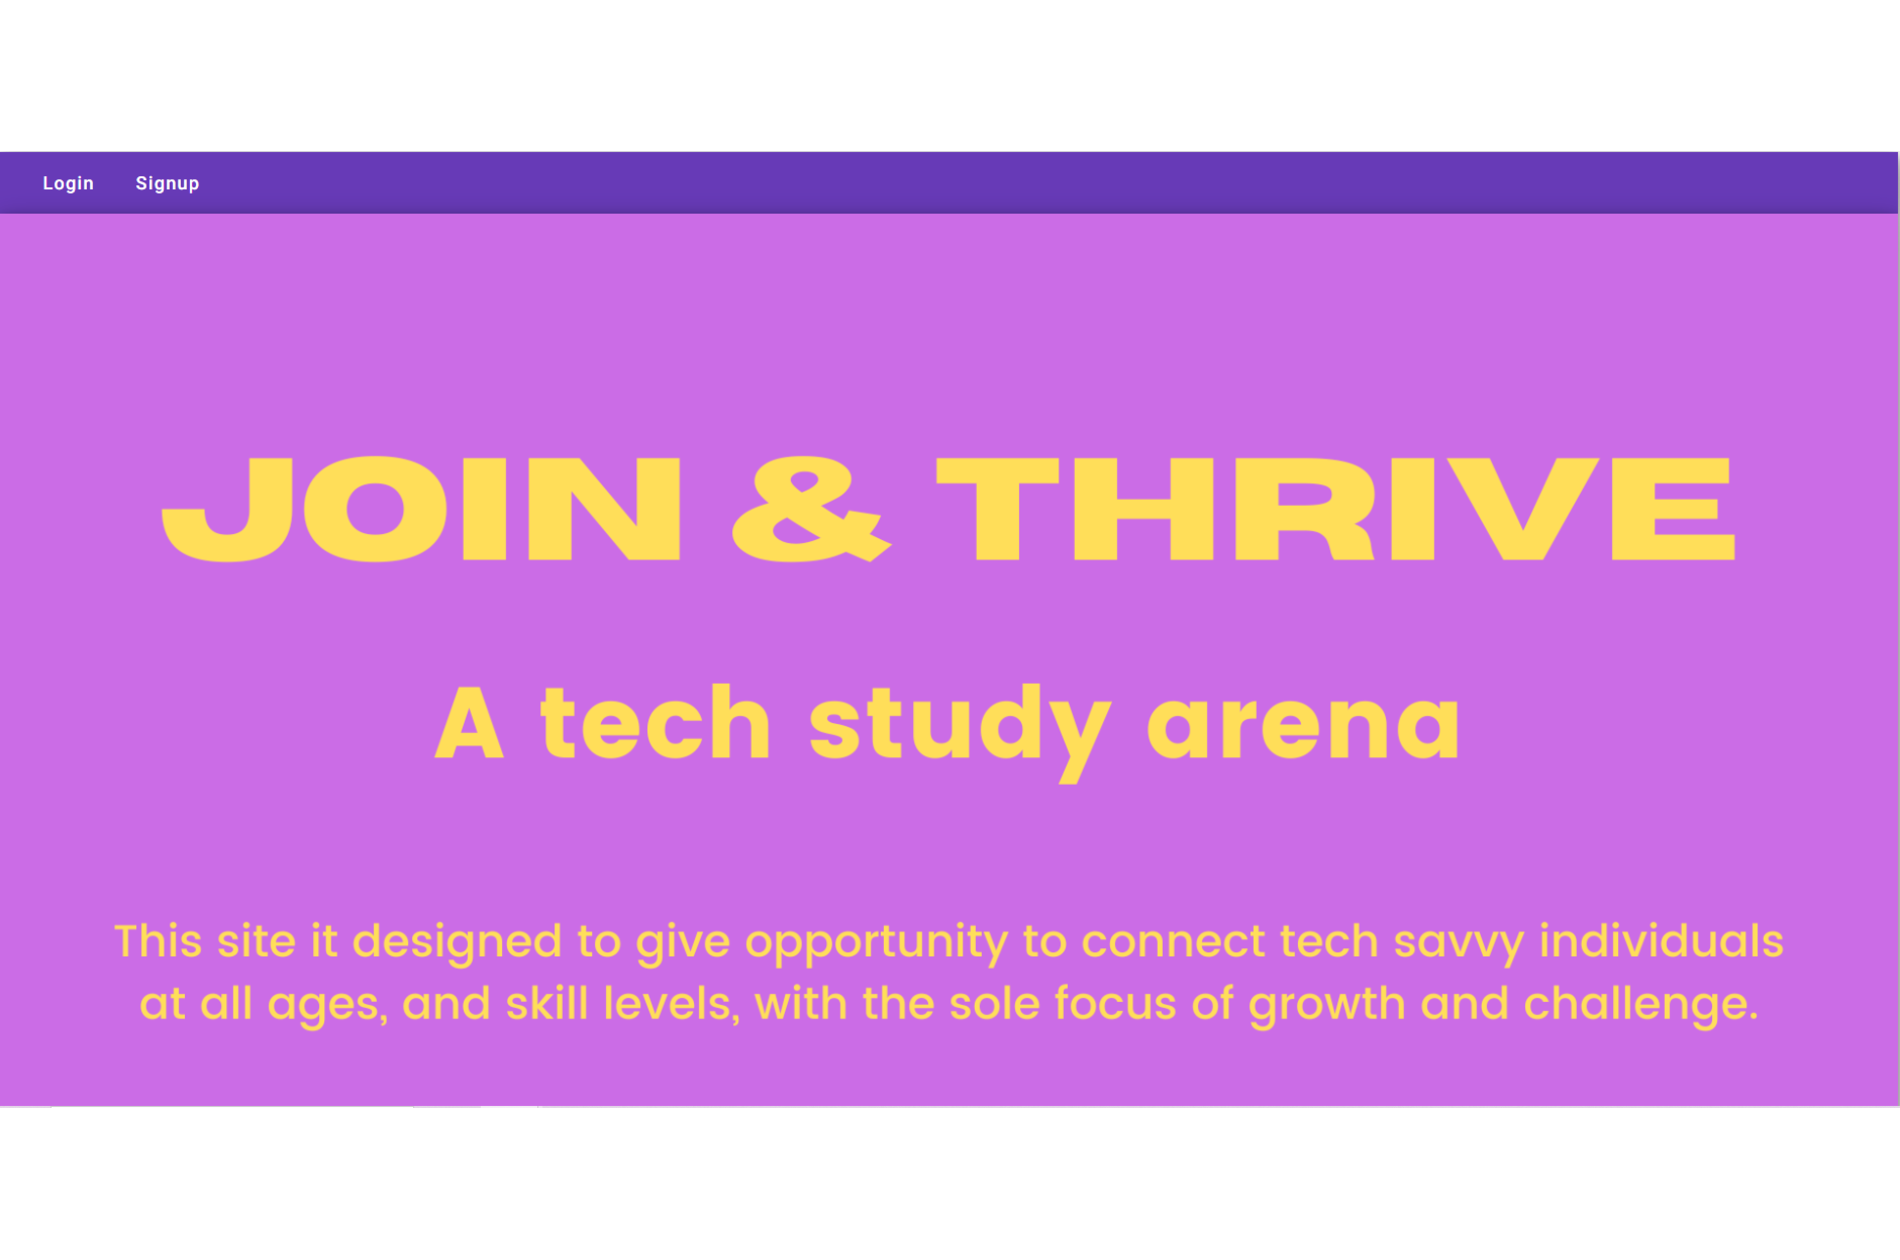 Login Signup
JOIN & THRIVE
A tech study arena
This site it designed to give opportunity to connect tech savvy individuals
at all ages, and skill levels, with the sole focus of growth and challenge.